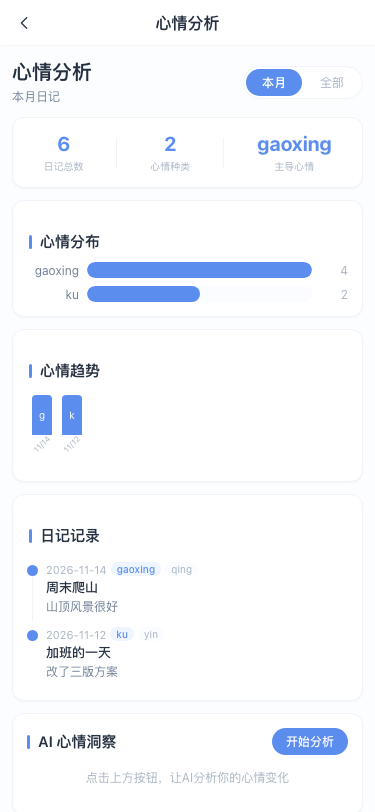 心情分析
心情分析
本月日记
本月 全部
6 2 gaoxing
日记总数 心情种类 主导心情
心情分布
gaoxing 4
ku 2
心情趋势
g k
11/14 11/12
日记记录
2026-11-14 gaoxing qing
周末爬山
山顶风景很好
2026-11-12 ku yin
加班的一天
改了三版方案
AI 心情洞察 开始分析
点击上方按钮，让AI分析你的心情变化